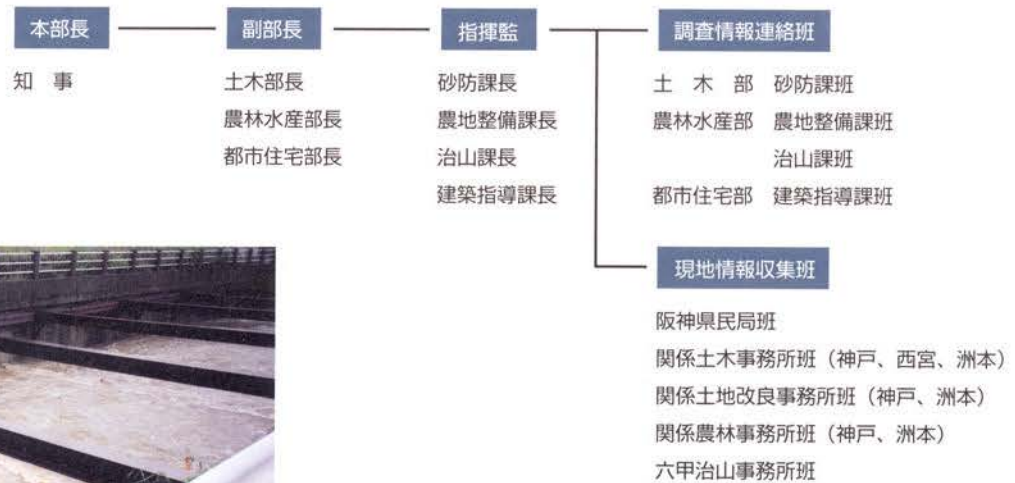 本部長
知　事
副部長
土木部長
農林水産部長
都市住宅部長
指揮監
砂防課長
農地整備課長
治山課長
建築指導課長
調査情報連絡班
土　木　部　砂防課班
農林水産部　農地整備課班
治山課班
都市住宅部　建築指導課班
現地情報収集班
阪神県民局班
関係土木事務所班（神戸、西宮、洲本）
関係土地改良事務所班（神戸、洲本）
関係農林事務所班（神戸、洲本）
六甲治山事務所班